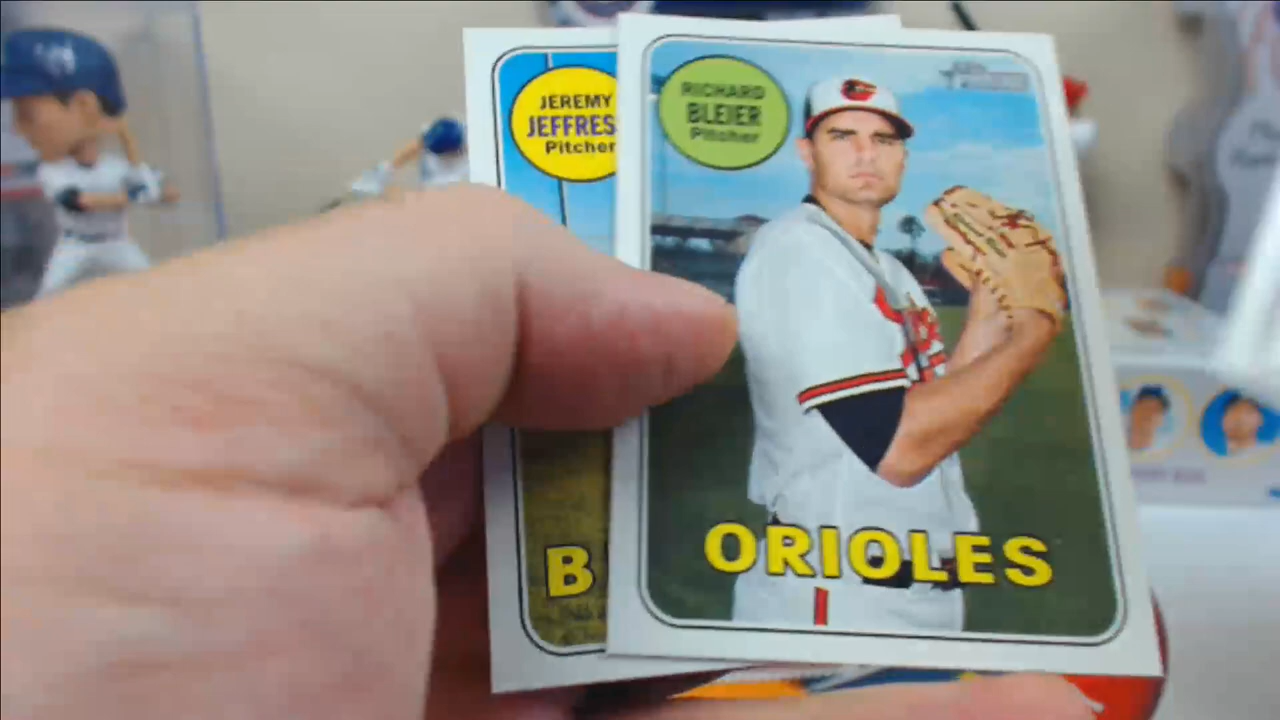 JEREMY
JEFFRES
Pitcher
B
RICHARD
BLEIER
Pitcher
ORIOLES